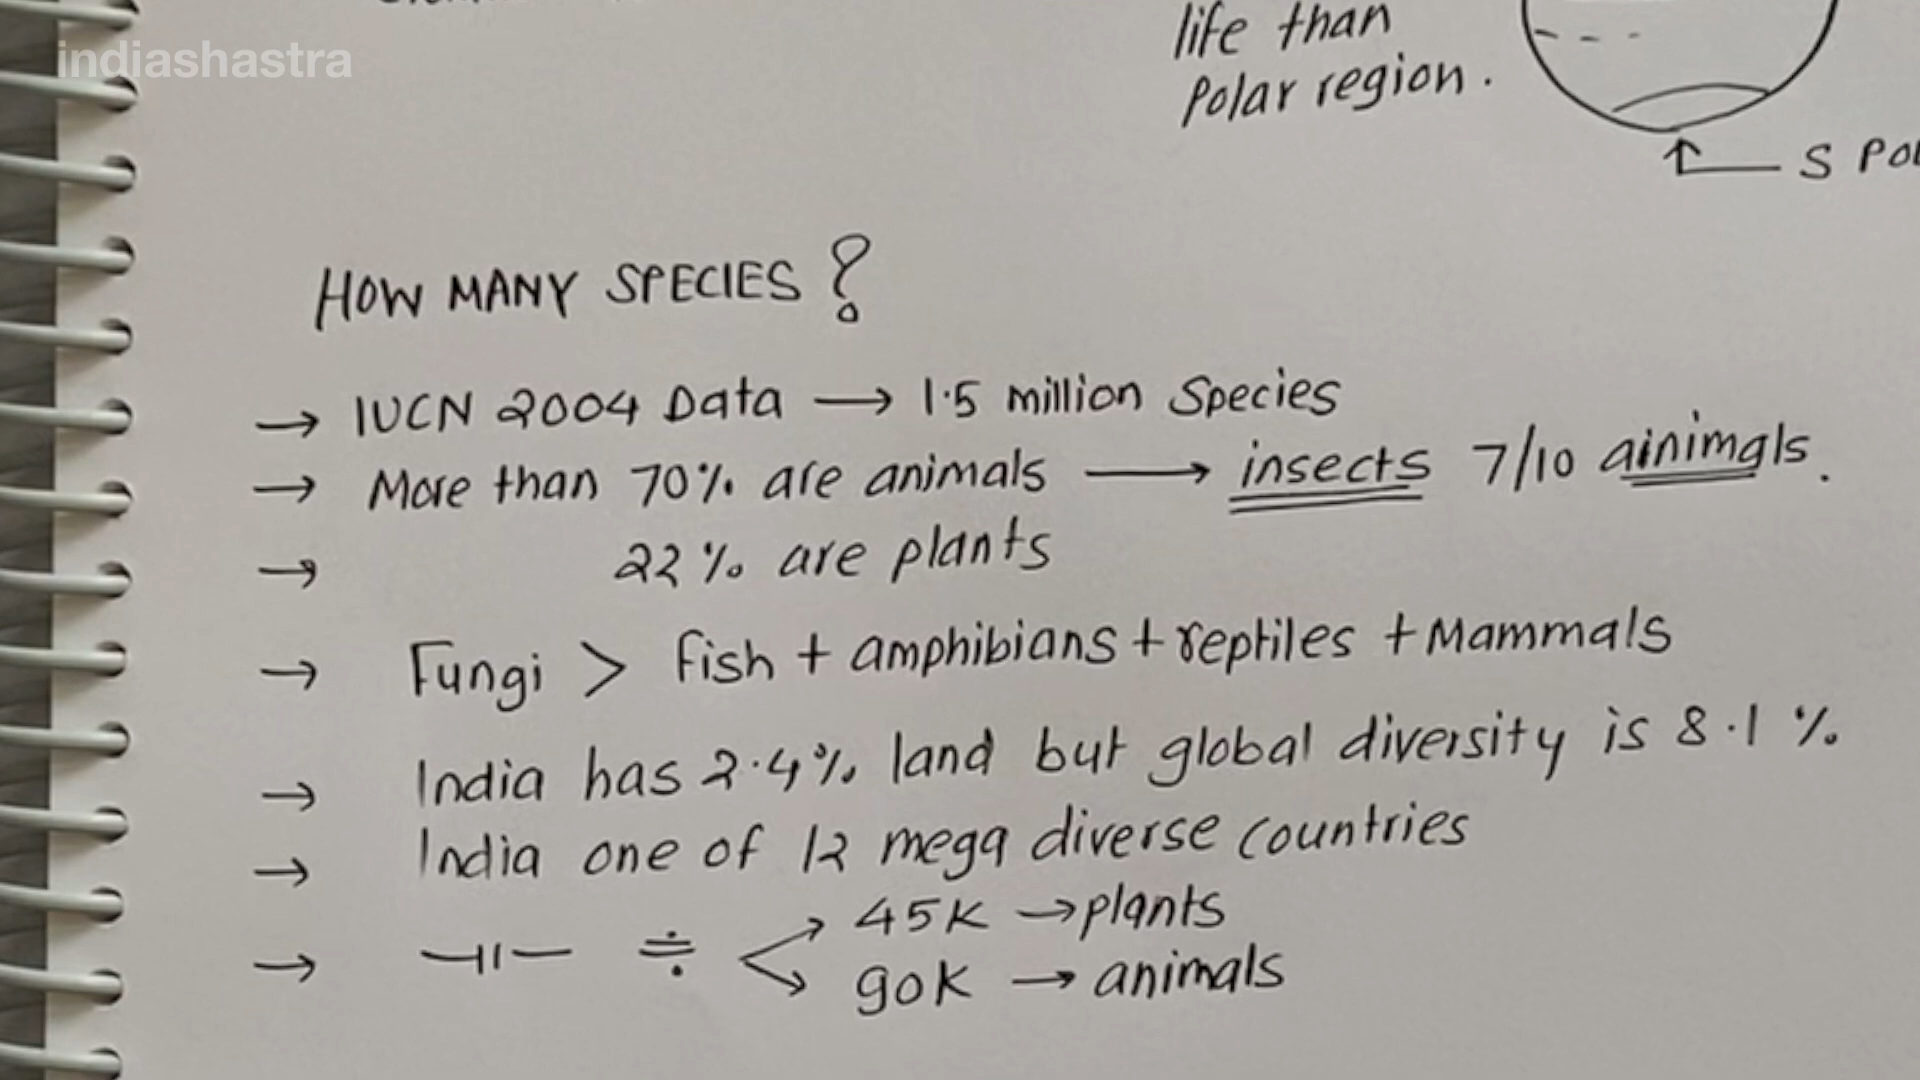 indiashastra
life than
polar region.
S Pol
HOW MANY SPECIES?
→ IUCN 2004 Data → 1.5 million Species
→ More than 70% are animals → insects 7/10 ainimals.
→ 22% are plants
→ Fungi > Fish + amphibians + reptiles + Mammals
→ India has 2.4% land but global diversity is 8.1 %
→ India one of 12 mega diverse countries
→ —11— ≑ < 45K → plants
90K → animals